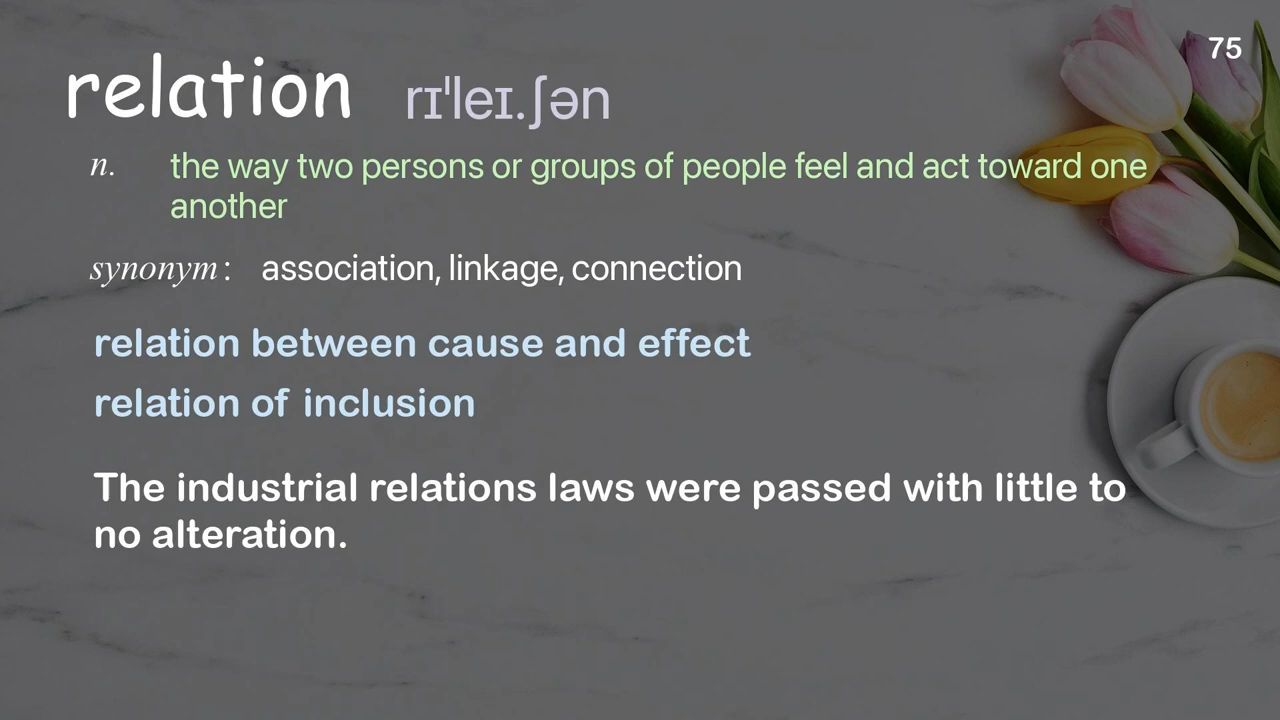 75
relation rɪˈleɪ.ʃən
n. the way two persons or groups of people feel and act toward one
another
synonym: association, linkage, connection
relation between cause and effect
relation of inclusion
The industrial relations laws were passed with little to
no alteration.